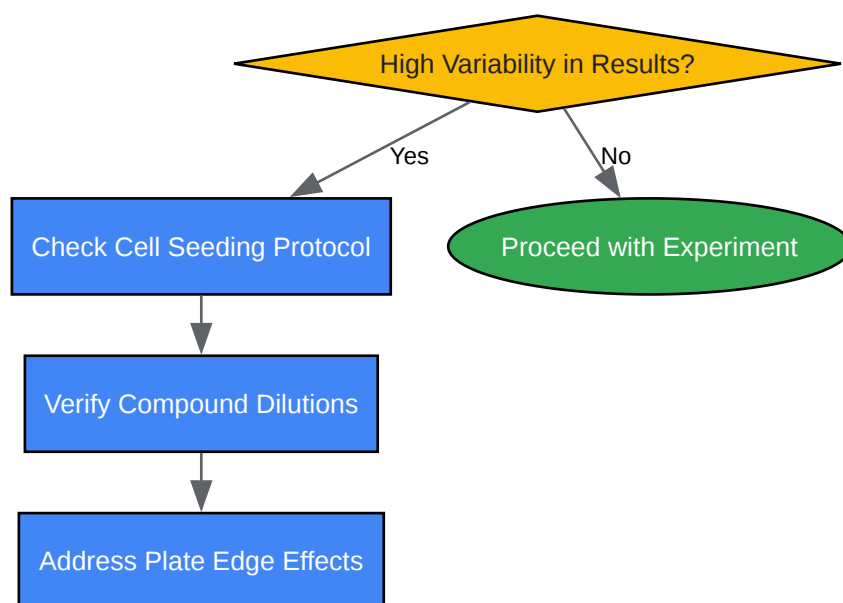 High Variability in Results?
Yes
No
Check Cell Seeding Protocol
Proceed with Experiment
Verify Compound Dilutions
Address Plate Edge Effects